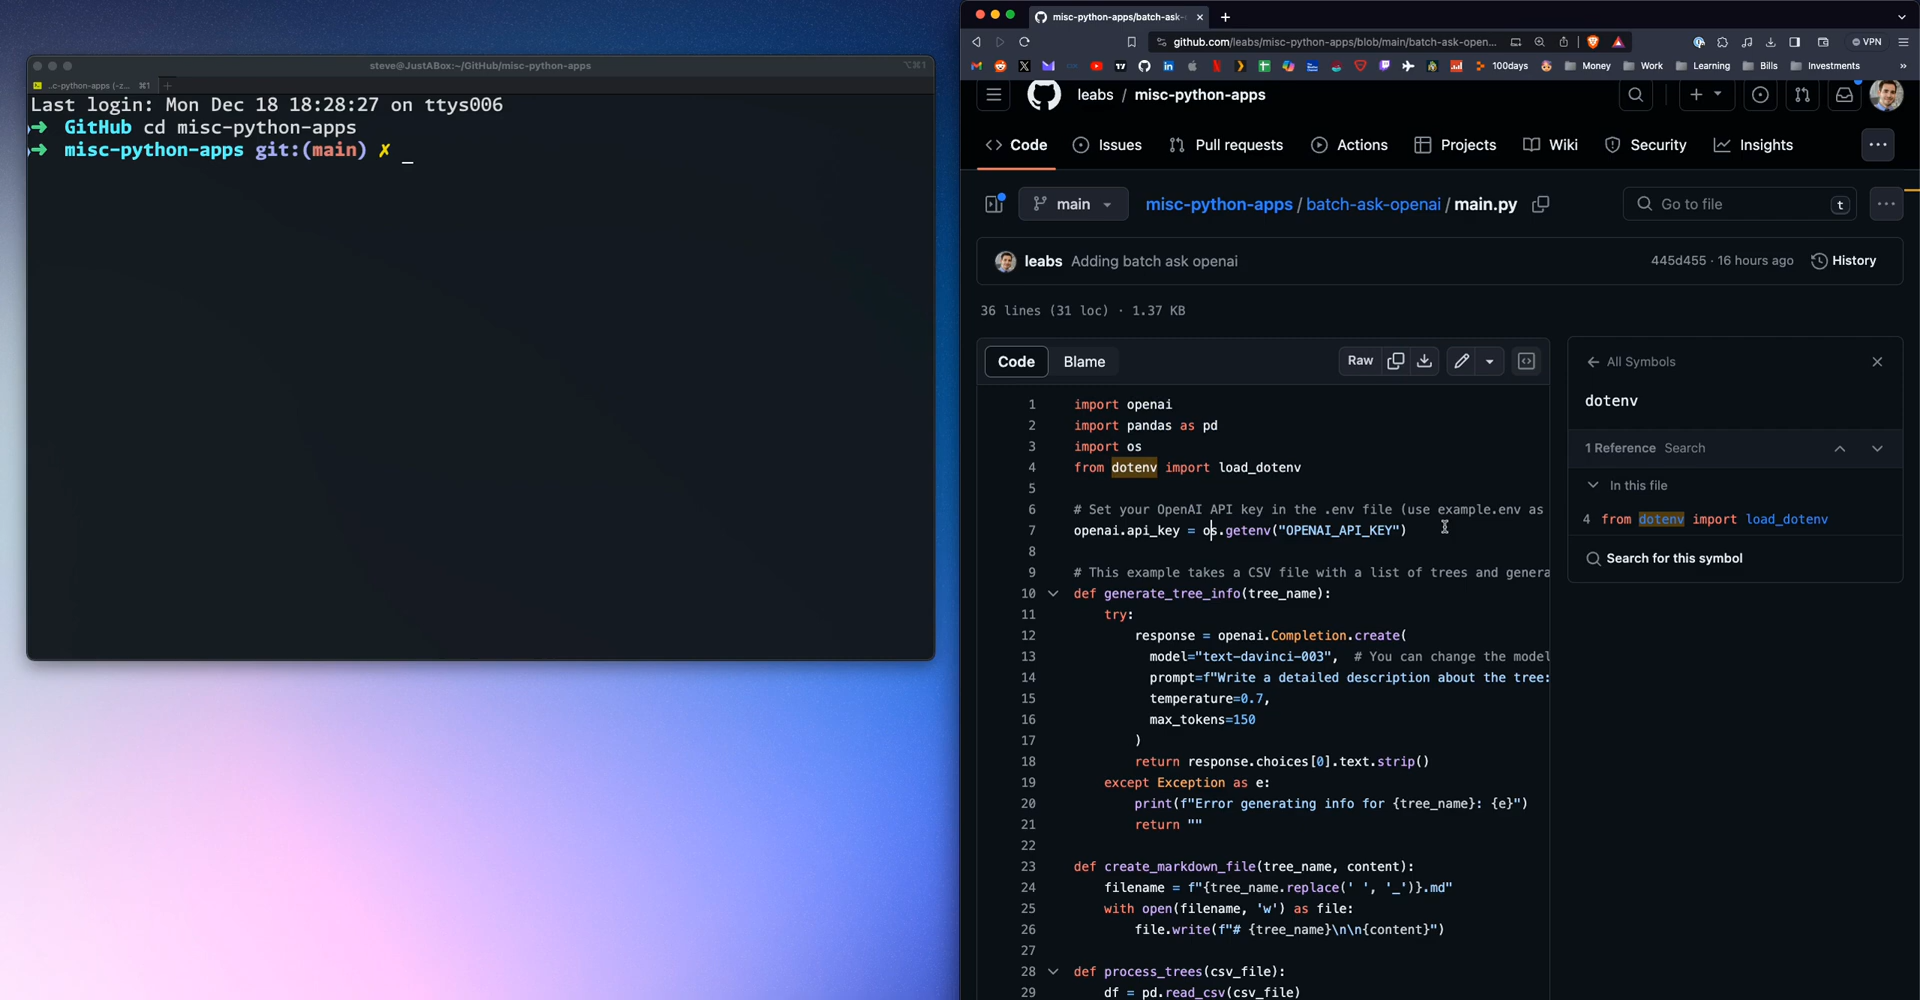 steve@JustABox:~/GitHub/misc-python-apps
⌥⌘1
..c-python-apps (-z... ⌘1
Last login: Mon Dec 18 18:28:27 on ttys006
➜ GitHub cd misc-python-apps
➜ misc-python-apps git:(main) ✗ _
misc-python-apps/batch-ask-
github.com/leabs/misc-python-apps/blob/main/batch-ask-open...
VPN
100days
Money
Work
Learning
Bills
Investments
»
leabs / misc-python-apps
Code
Issues
Pull requests
Actions
Projects
Wiki
Security
Insights
main
misc-python-apps / batch-ask-openai / main.py
Go to file
t
leabs Adding batch ask openai
445d455 · 16 hours ago
History
36 lines (31 loc) · 1.37 KB
Code
Blame
Raw
1 import openai
2 import pandas as pd
3 import os
4 from dotenv import load_dotenv
5
6 # Set your OpenAI API key in the .env file (use example.env as
7 openai.api_key = os.getenv("OPENAI_API_KEY")
8
9 # This example takes a CSV file with a list of trees and genera
10 def generate_tree_info(tree_name):
11 try:
12 response = openai.Completion.create(
13 model="text-davinci-003", # You can change the model
14 prompt=f"Write a detailed description about the tree:
15 temperature=0.7,
16 max_tokens=150
17 )
18 return response.choices[0].text.strip()
19 except Exception as e:
20 print(f"Error generating info for {tree_name}: {e}")
21 return ""
22
23 def create_markdown_file(tree_name, content):
24 filename = f"{tree_name.replace(' ', '_')}.md"
25 with open(filename, 'w') as file:
26 file.write(f"# {tree_name}\n\n{content}")
27
28 def process_trees(csv_file):
29 df = pd.read_csv(csv_file)
All Symbols
dotenv
1 Reference Search
In this file
4 from dotenv import load_dotenv
Search for this symbol